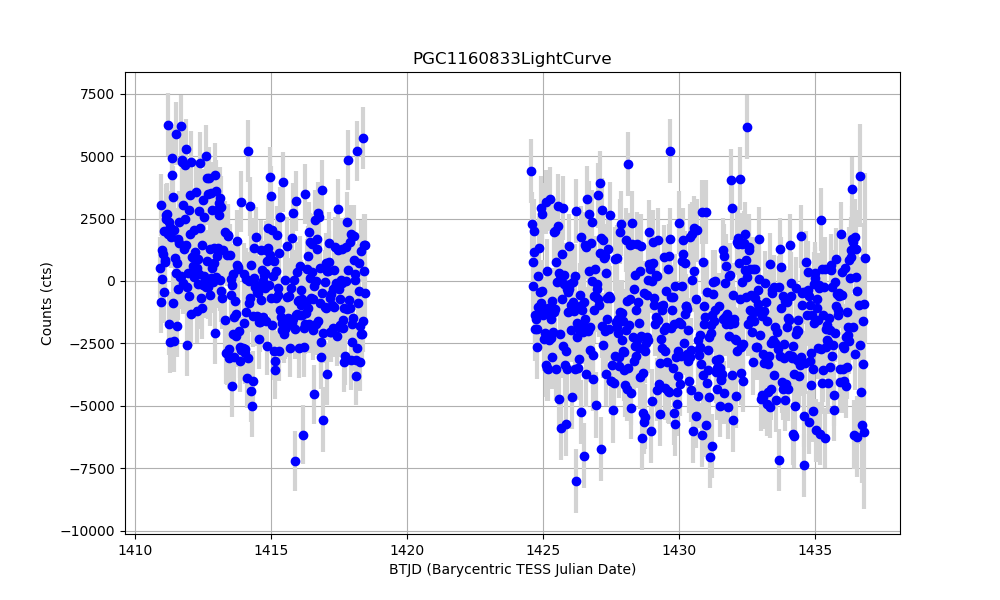 PGC1160833LightCurve
7500
5000
2500
0
−2500
−5000
−7500
−10000
Counts (cts)
1410 1415 1420 1425 1430 1435
BTJD (Barycentric TESS Julian Date)